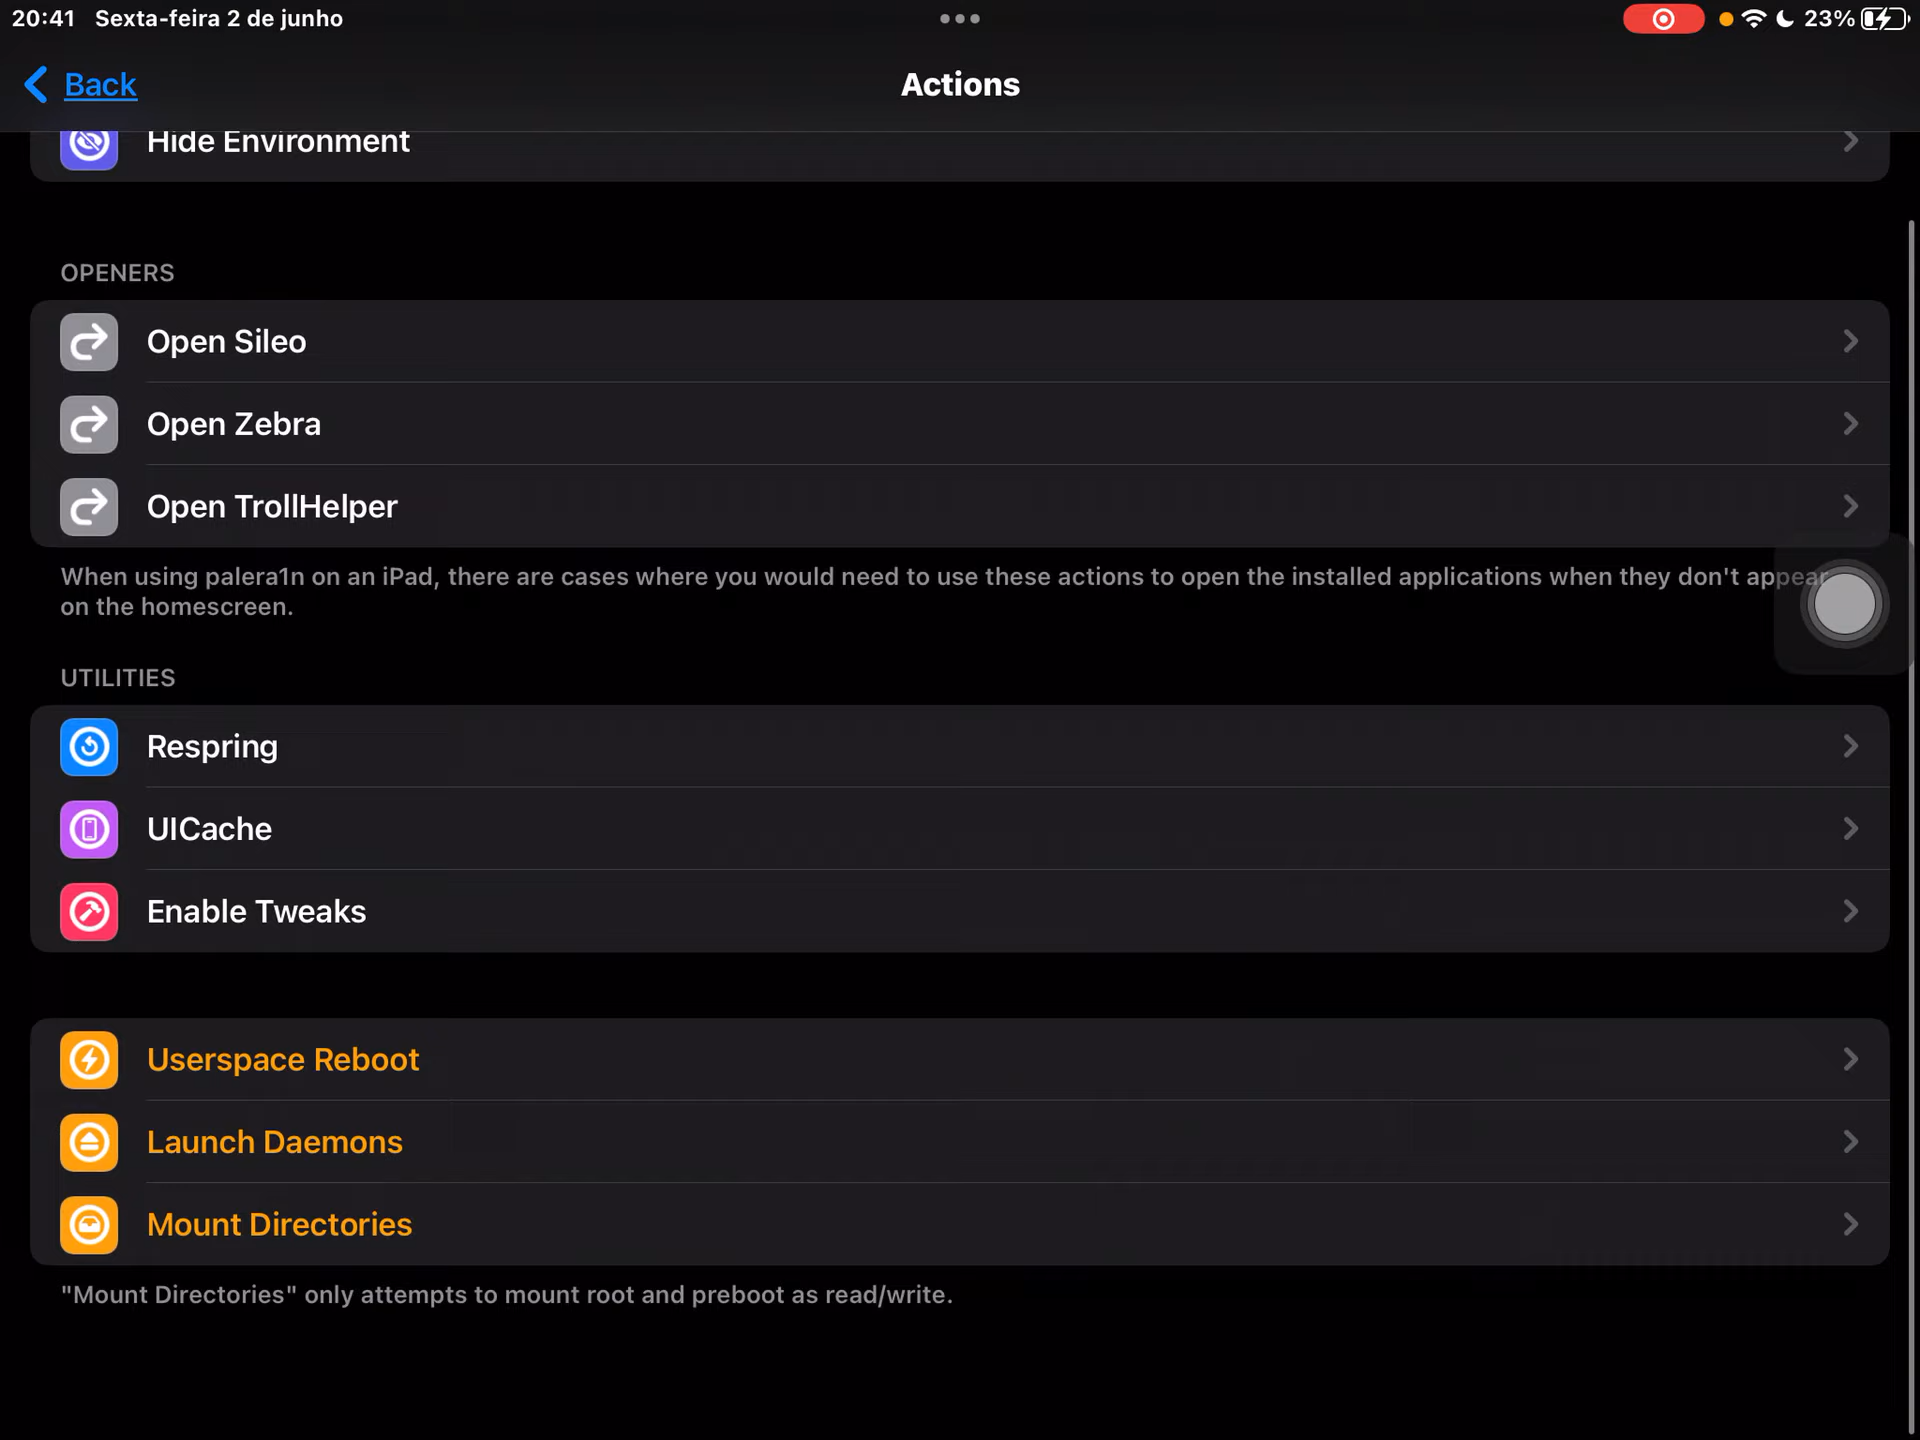 20:41 Sexta-feira 2 de junho
23%
Back
Actions
Hide Environment
OPENERS
Open Sileo
Open Zebra
Open TrollHelper
When using palera1n on an iPad, there are cases where you would need to use these actions to open the installed applications when they don't appear
on the homescreen.
UTILITIES
Respring
UICache
Enable Tweaks
Userspace Reboot
Launch Daemons
Mount Directories
"Mount Directories" only attempts to mount root and preboot as read/write.